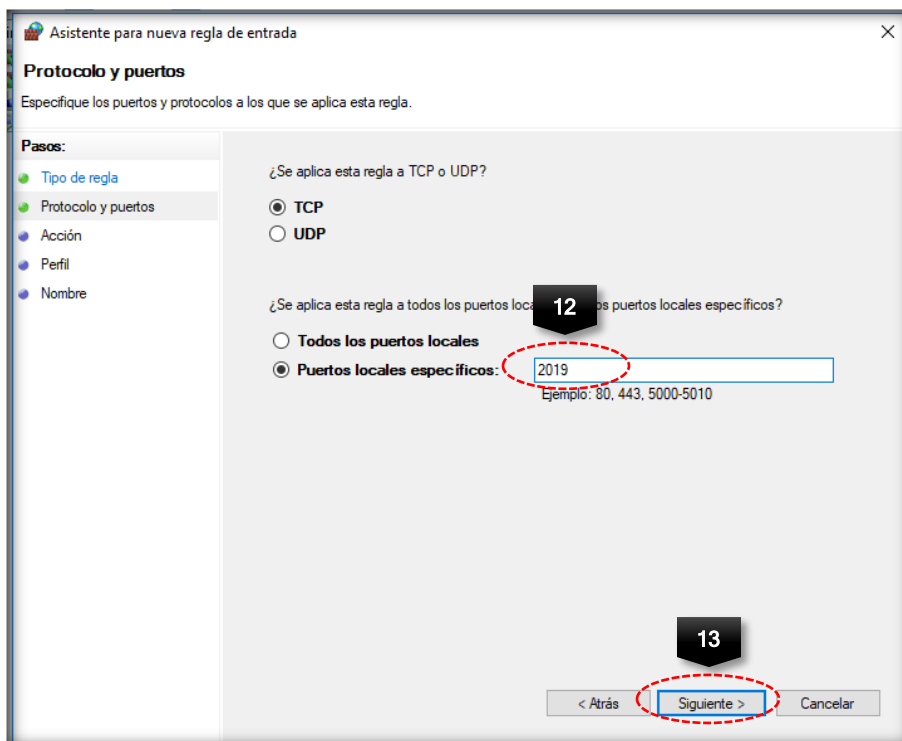 Asistente para nueva regla de entrada
Protocolo y puertos
Especifique los puertos y protocolos a los que se aplica esta regla.
Pasos:
Tipo de regla
Protocolo y puertos
Acción
Perfil
Nombre
¿Se aplica esta regla a TCP o UDP?
TCP
UDP
12
¿Se aplica esta regla a todos los puertos puertos locales específicos?
Todos los puertos locales
Puertos locales específicos: 2019
Ejemplo: 80, 443, 5000-5010
13
< Atrás Siguiente > Cancelar